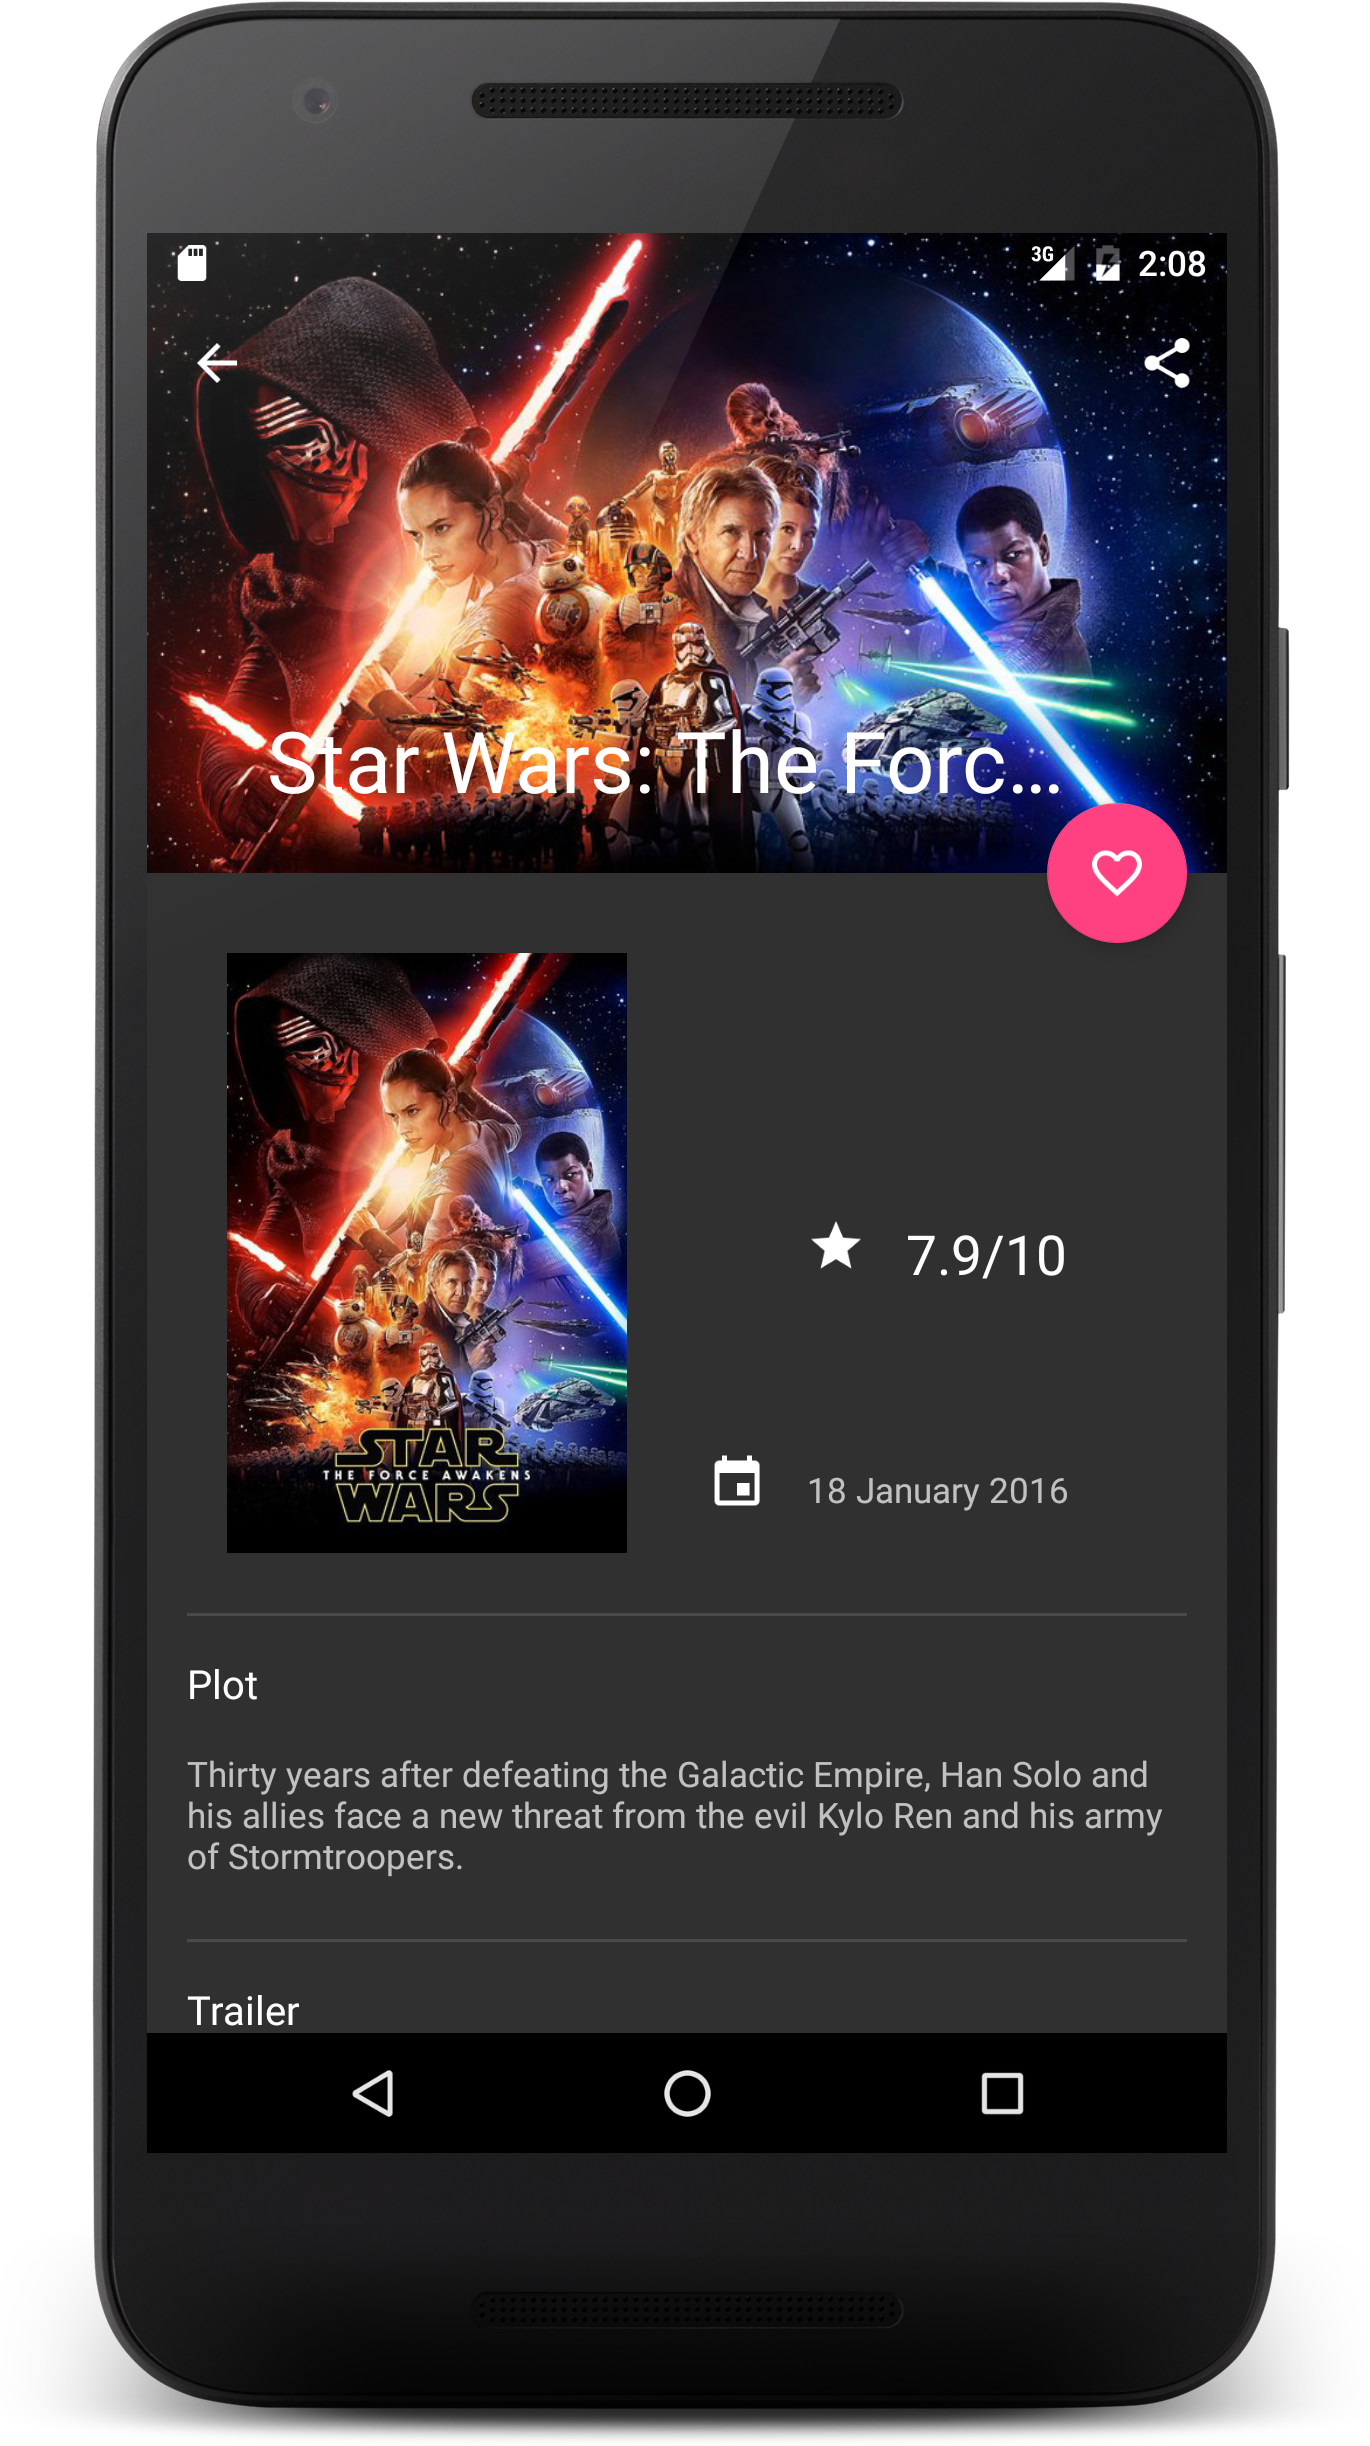 3G 2:08
Star Wars: The Forc...
7.9/10
STAR
THE FORCE AWAKENS
WARS
18 January 2016
Plot
Thirty years after defeating the Galactic Empire, Han Solo and
his allies face a new threat from the evil Kylo Ren and his army
of Stormtroopers.
Trailer